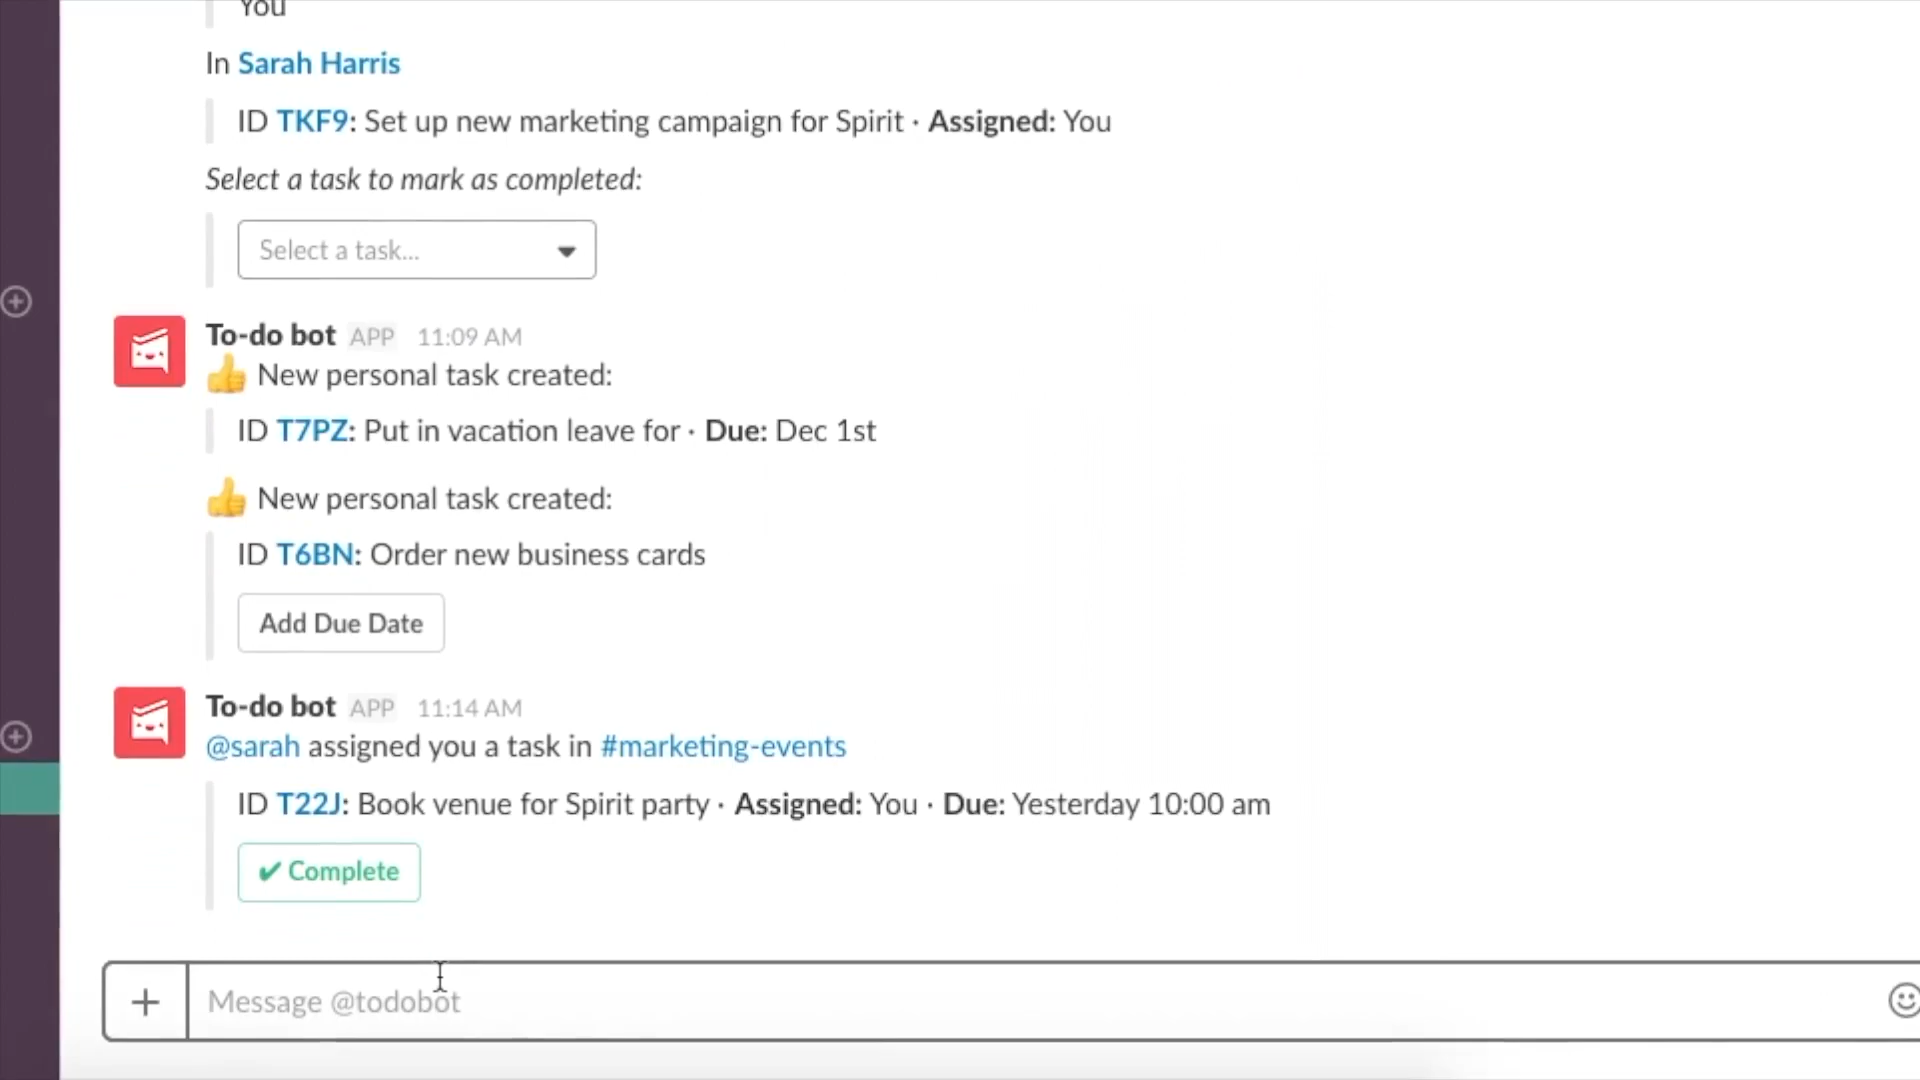 You
In Sarah Harris
ID TKF9: Set up new marketing campaign for Spirit · Assigned: You
Select a task to mark as completed:
Select a task...
To-do bot APP 11:09 AM
👍 New personal task created:
ID T7PZ: Put in vacation leave for · Due: Dec 1st
👍 New personal task created:
ID T6BN: Order new business cards
Add Due Date
To-do bot APP 11:14 AM
@sarah assigned you a task in #marketing-events
ID T22J: Book venue for Spirit party · Assigned: You · Due: Yesterday 10:00 am
✔ Complete
Message @todobot